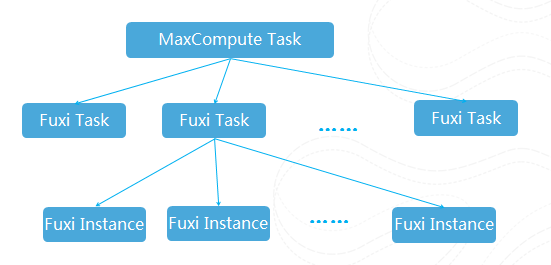 MaxCompute Task
Fuxi Task
Fuxi Task
……
Fuxi Task
Fuxi Instance
Fuxi Instance
……
Fuxi Instance